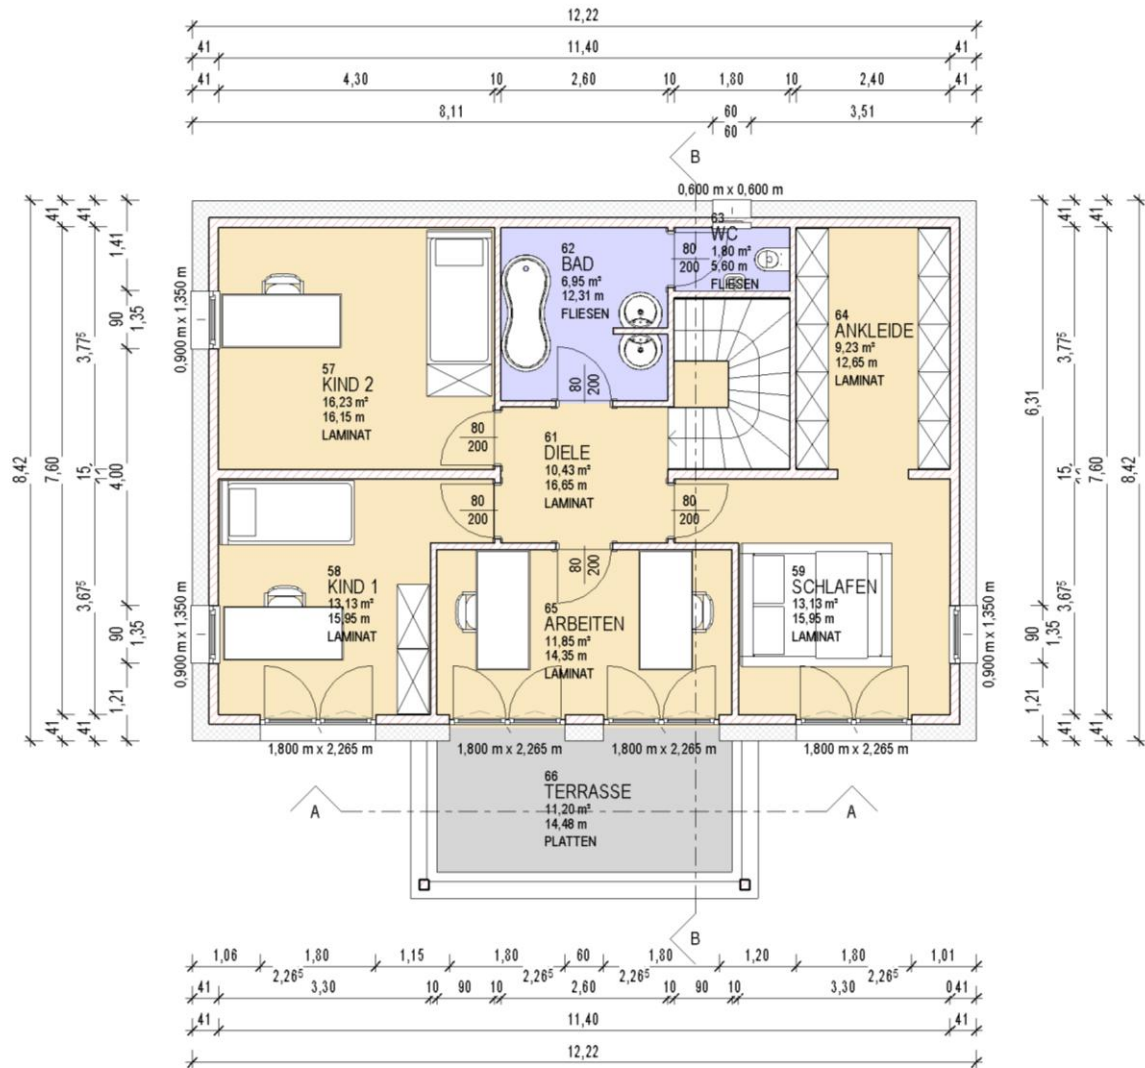 12,22
41 11,40 41
41 4,30 10 2,60 10 1,80 10 2,40 41
8,11 60 3,51
60
B
0,600 m x 0,600 m
63
WC
1,80 m²
5,60 m
FLIESEN
80
200
62
BAD
6,95 m²
12,31 m
FLIESEN
80
200
64
ANKLEIDE
9,23 m²
12,65 m
LAMINAT
57
KIND 2
16,23 m²
16,15 m
LAMINAT
80
200
61
DIELE
10,43 m²
16,65 m
LAMINAT
80
200
80
200
80
200
58
KIND 1
13,13 m²
15,95 m
LAMINAT
65
ARBEITEN
11,85 m²
14,35 m
LAMINAT
59
SCHLAFEN
13,13 m²
15,95 m
LAMINAT
0,900 m x 1,350 m
0,900 m x 1,350 m
0,900 m x 1,350 m
1,800 m x 2,265 m
1,800 m x 2,265 m
1,800 m x 2,265 m
1,800 m x 2,265 m
66
TERRASSE
11,20 m²
14,48 m
PLATTEN
A
A
B
8,42
41 7,60 41
41 3,77⁵ 15 3,67⁵ 41
1,41 90 4,00 90 1,21
1,35 1,35
6,31 90 1,21
1,35
41 3,77⁵ 15 3,67⁵ 41
41 7,60 41
8,42
1,06 1,80 1,15 1,80 60 1,80 1,20 1,80 1,01
2,26⁵ 2,26⁵ 2,26⁵ 2,26⁵
41 3,30 10 90 10 2,60 10 90 10 3,30 0 41
41 11,40 41
12,22